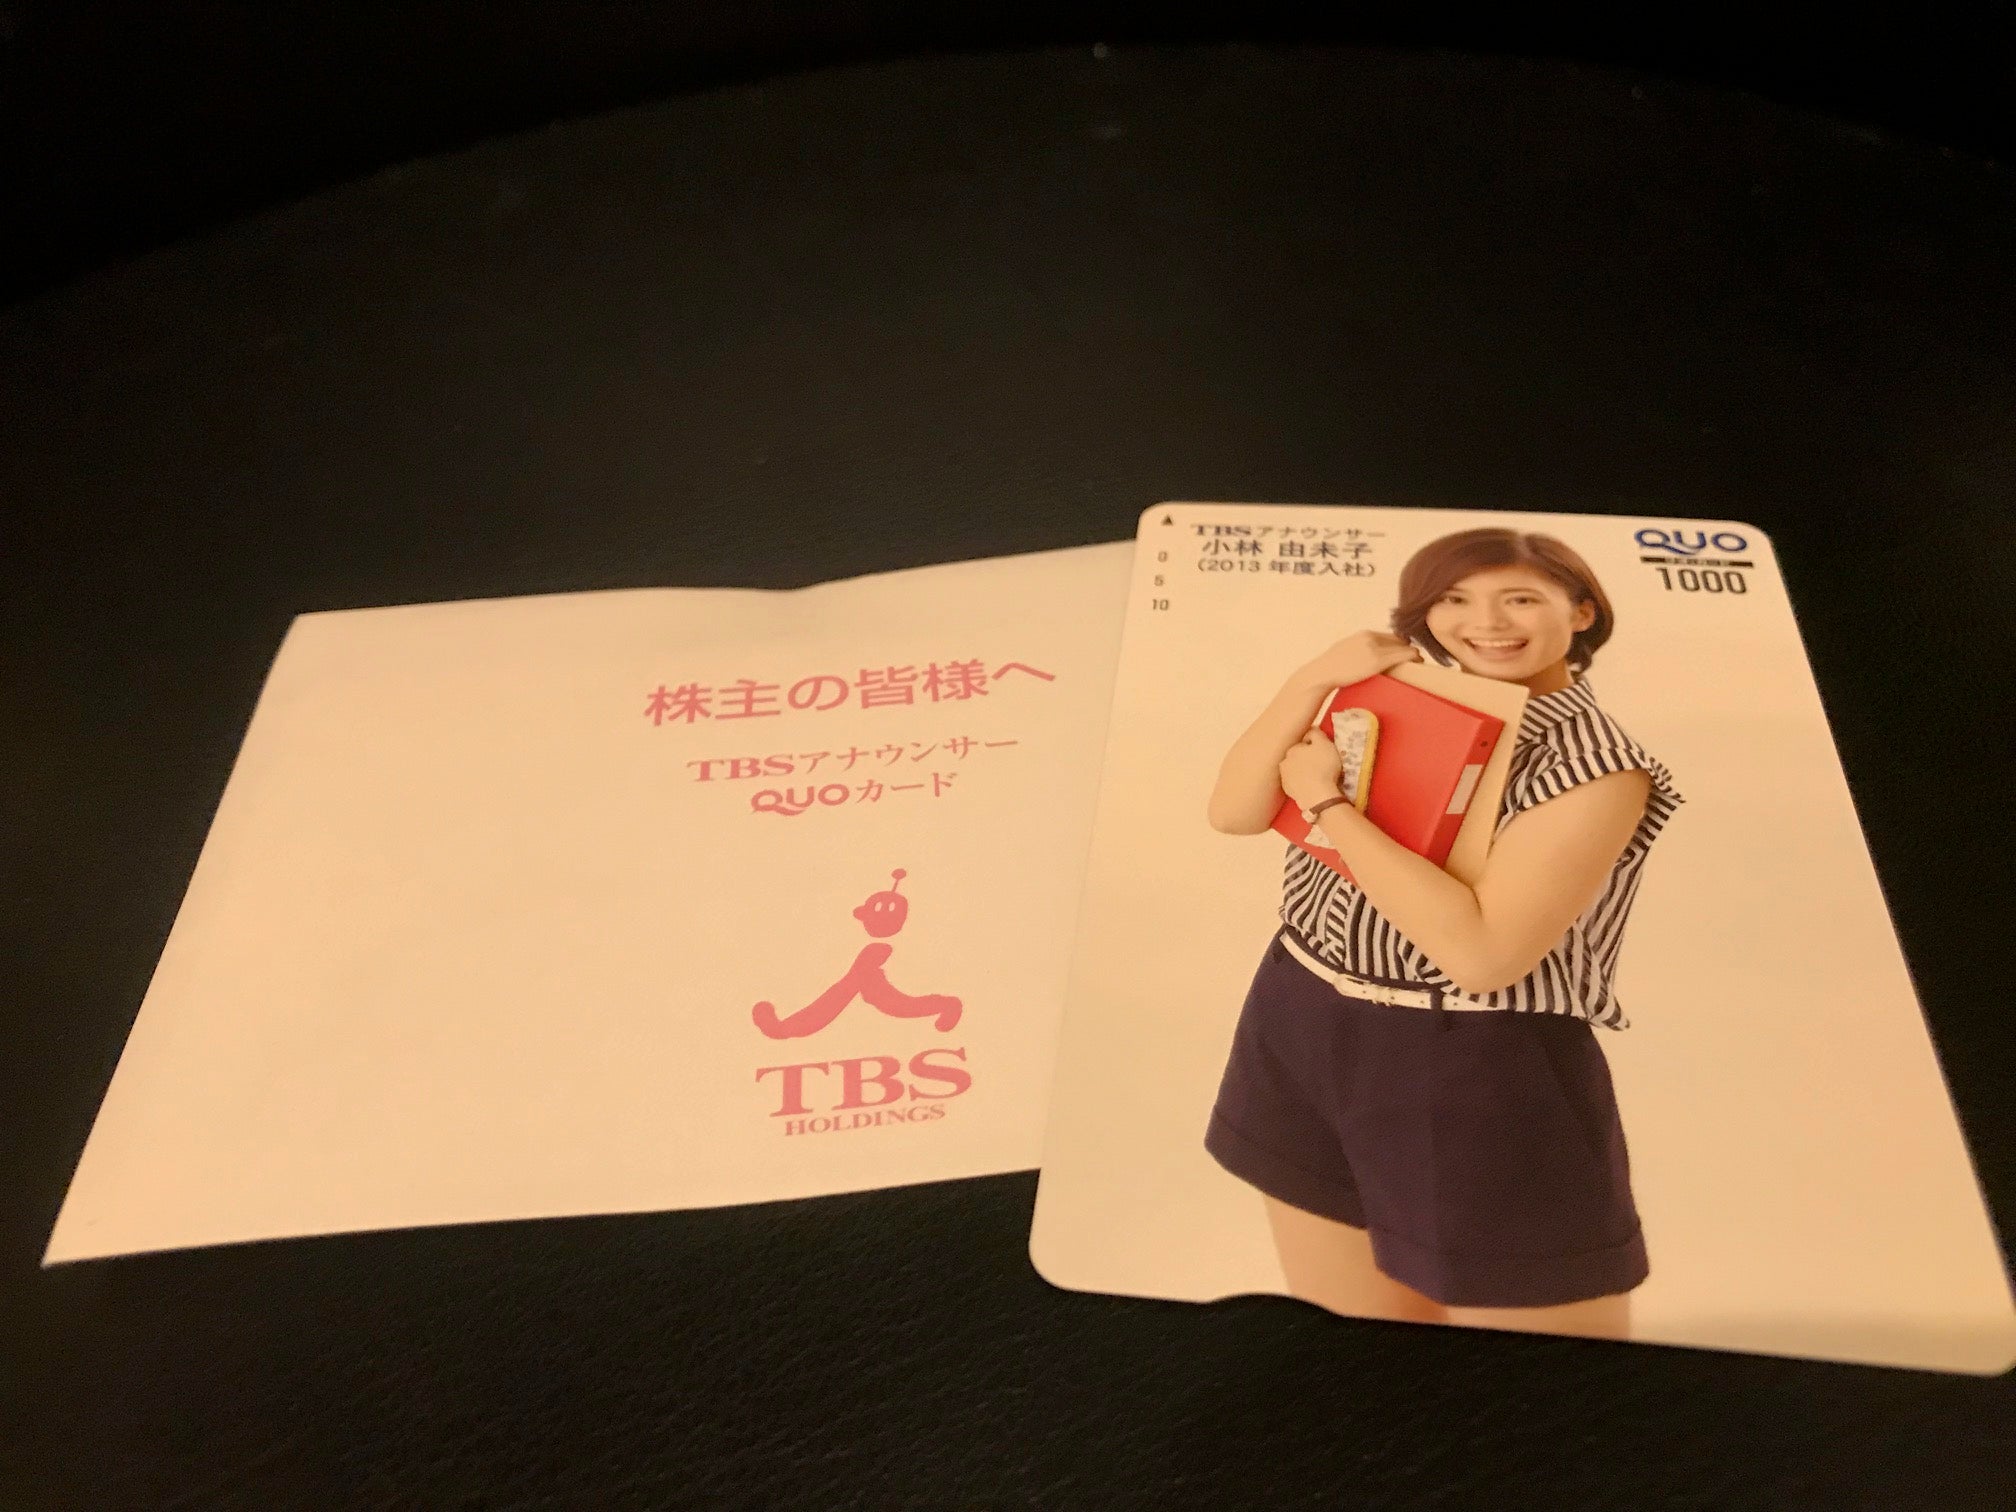 株主の皆様へ
TBSアナウンサー
QUOカード
TBS
HOLDINGS
TBSアナウンサー
小林 由未子
(2013 年度入社)
0
5
10
QUO
1000